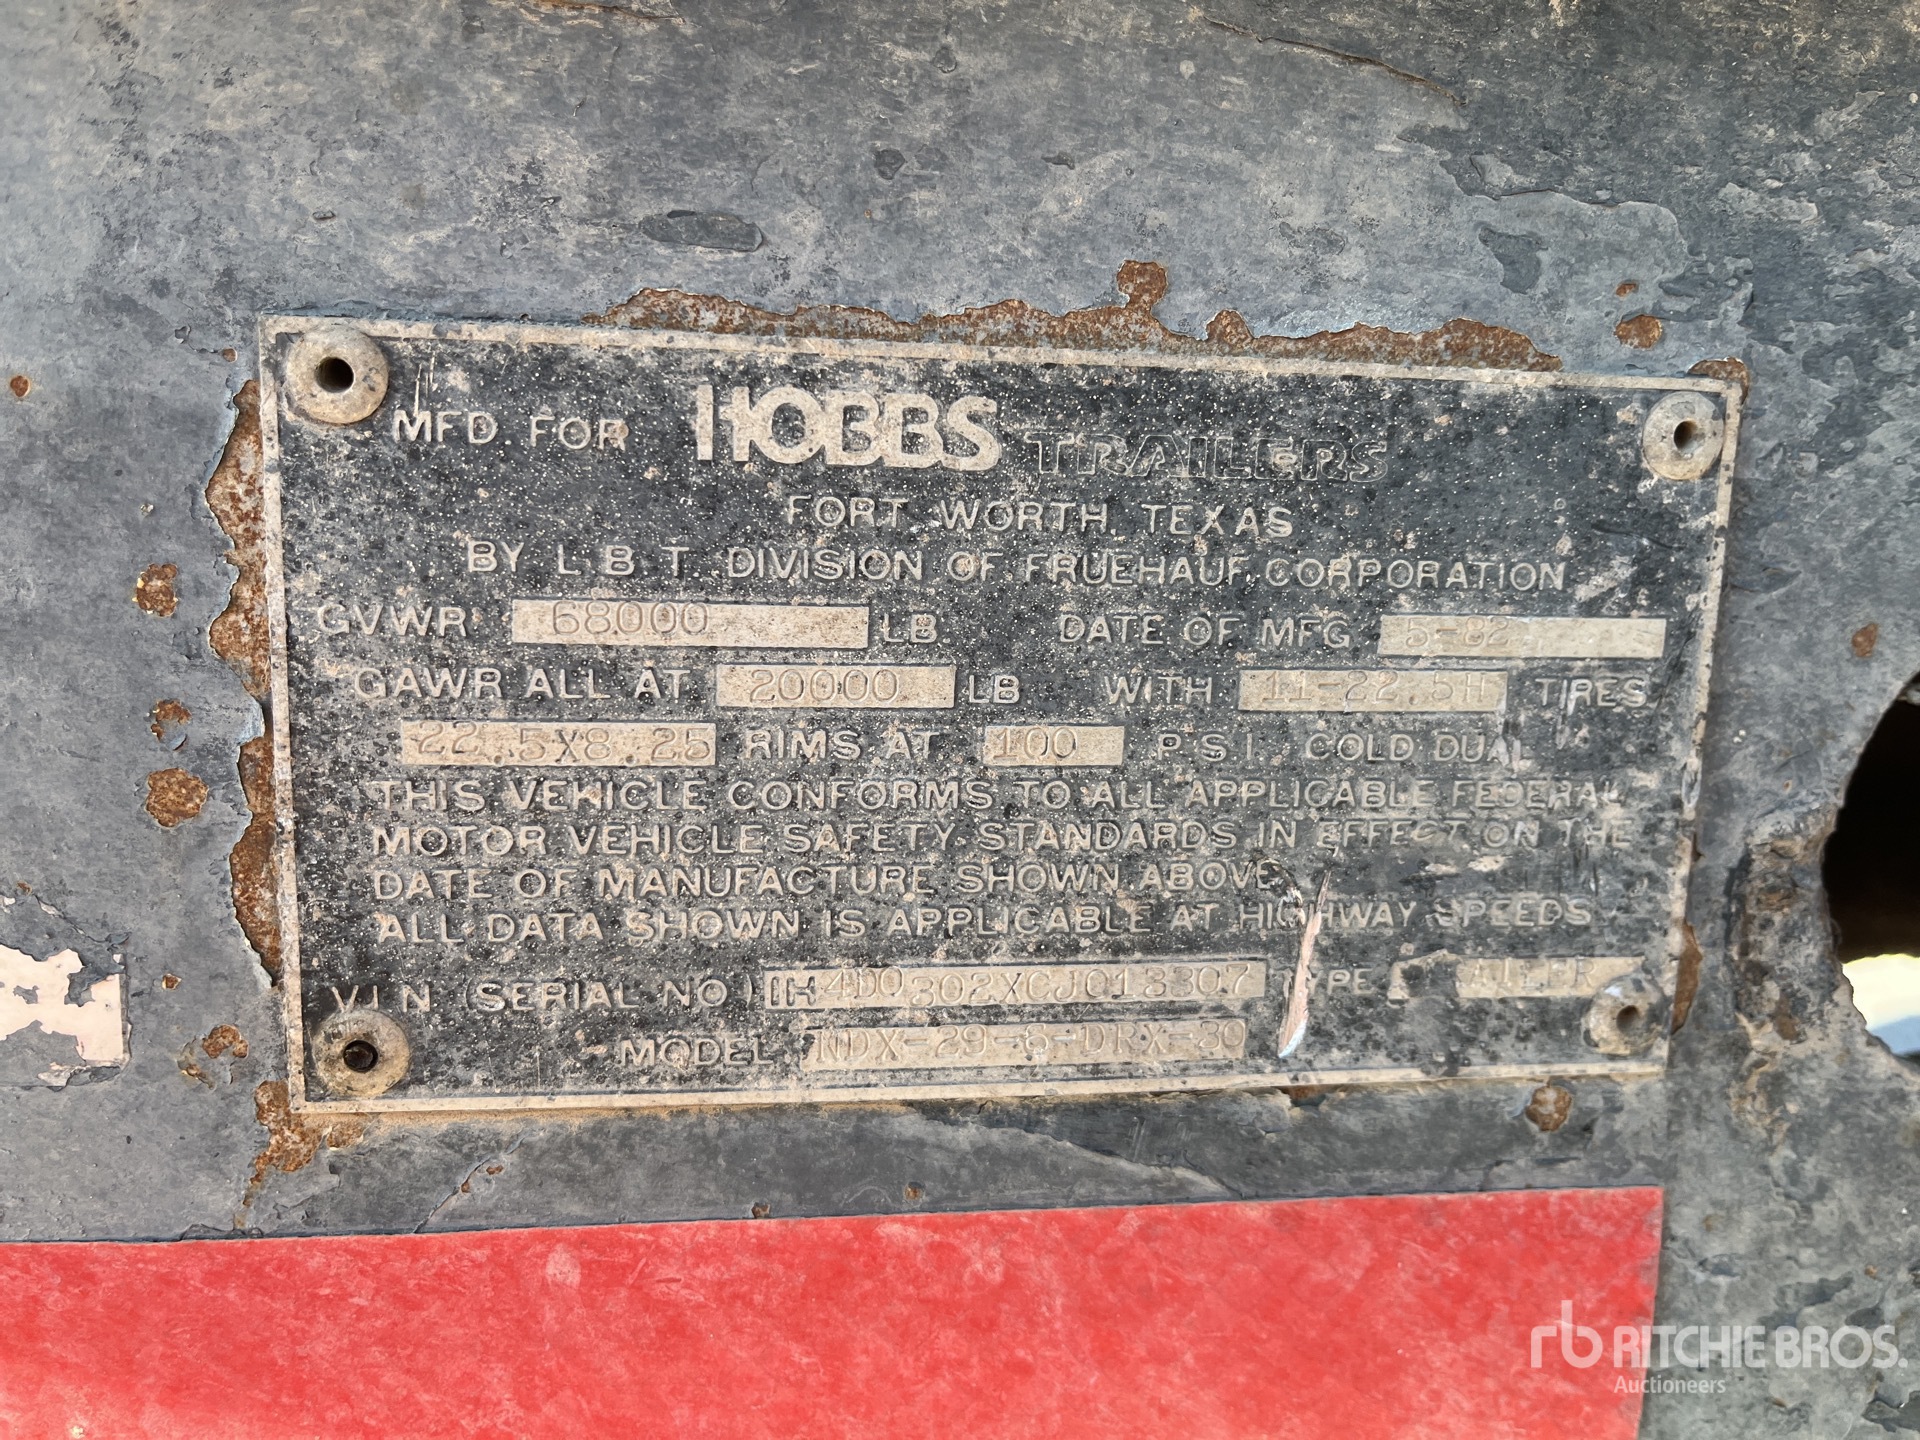 MFD. FOR HOBBS TRAILERS
FORT WORTH, TEXAS
BY L.B.T. DIVISION OF FRUEHAUF CORPORATION
GVWR 68000 LB DATE OF MFG 5-82
GAWR ALL AT 20000 LB WITH 11-22.5H TIRES
22.5X8.25 RIMS AT 100 P.S.I. COLD DUAL
THIS VEHICLE CONFORMS TO ALL APPLICABLE FEDERAL
MOTOR VEHICLE SAFETY STANDARDS IN EFFECT ON THE
DATE OF MANUFACTURE SHOWN ABOVE
ALL DATA SHOWN IS APPLICABLE AT HIGHWAY SPEEDS
V.I.N. (SERIAL NO.) 1H4D0302XCJ013307 TYPE
MODEL NDX-29-6-DRX-30
rb RITCHIE BROS.
Auctioneers